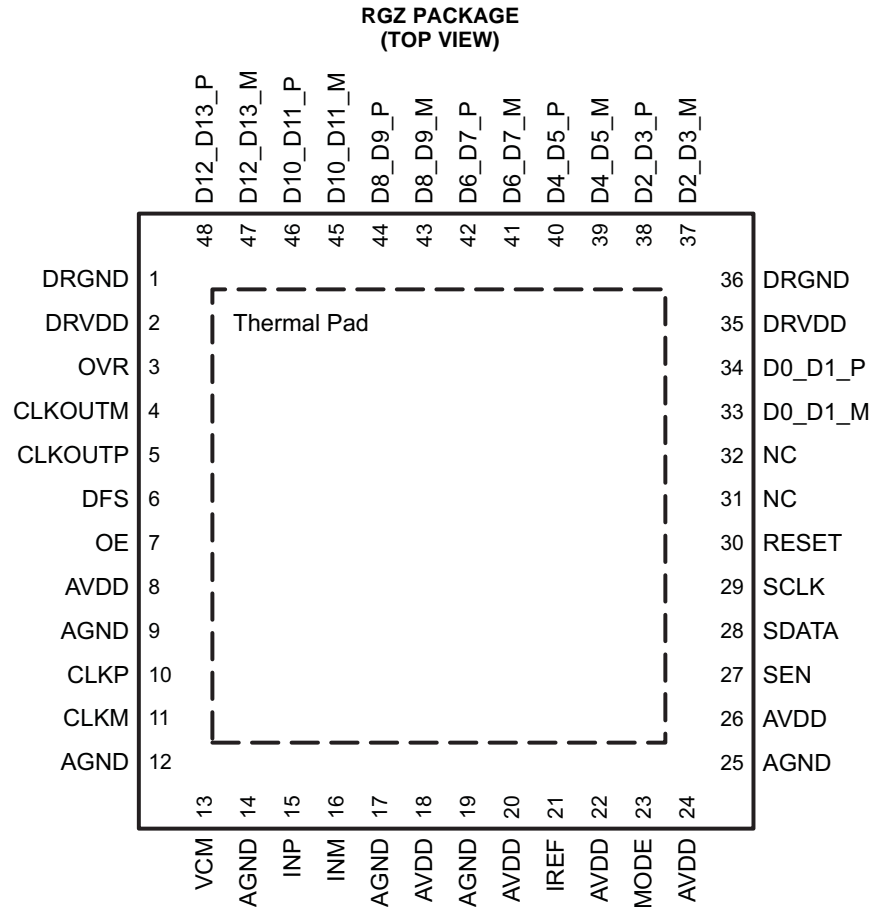 RGZ PACKAGE
(TOP VIEW)
D12_D13_P
D12_D13_M
D10_D11_P
D10_D11_M
D8_D9_P
D8_D9_M
D6_D7_P
D6_D7_M
D4_D5_P
D4_D5_M
D2_D3_P
D2_D3_M
48 47 46 45 44 43 42 41 40 39 38 37
DRGND 1 36 DRGND
DRVDD 2 Thermal Pad 35 DRVDD
OVR 3 34 D0_D1_P
CLKOUTM 4 33 D0_D1_M
CLKOUTP 5 32 NC
DFS 6 31 NC
OE 7 30 RESET
AVDD 8 29 SCLK
AGND 9 28 SDATA
CLKP 10 27 SEN
CLKM 11 26 AVDD
AGND 12 25 AGND
13 14 15 16 17 18 19 20 21 22 23 24
VCM
AGND
INP
INM
AGND
AVDD
AGND
AVDD
IREF
AVDD
MODE
AVDD